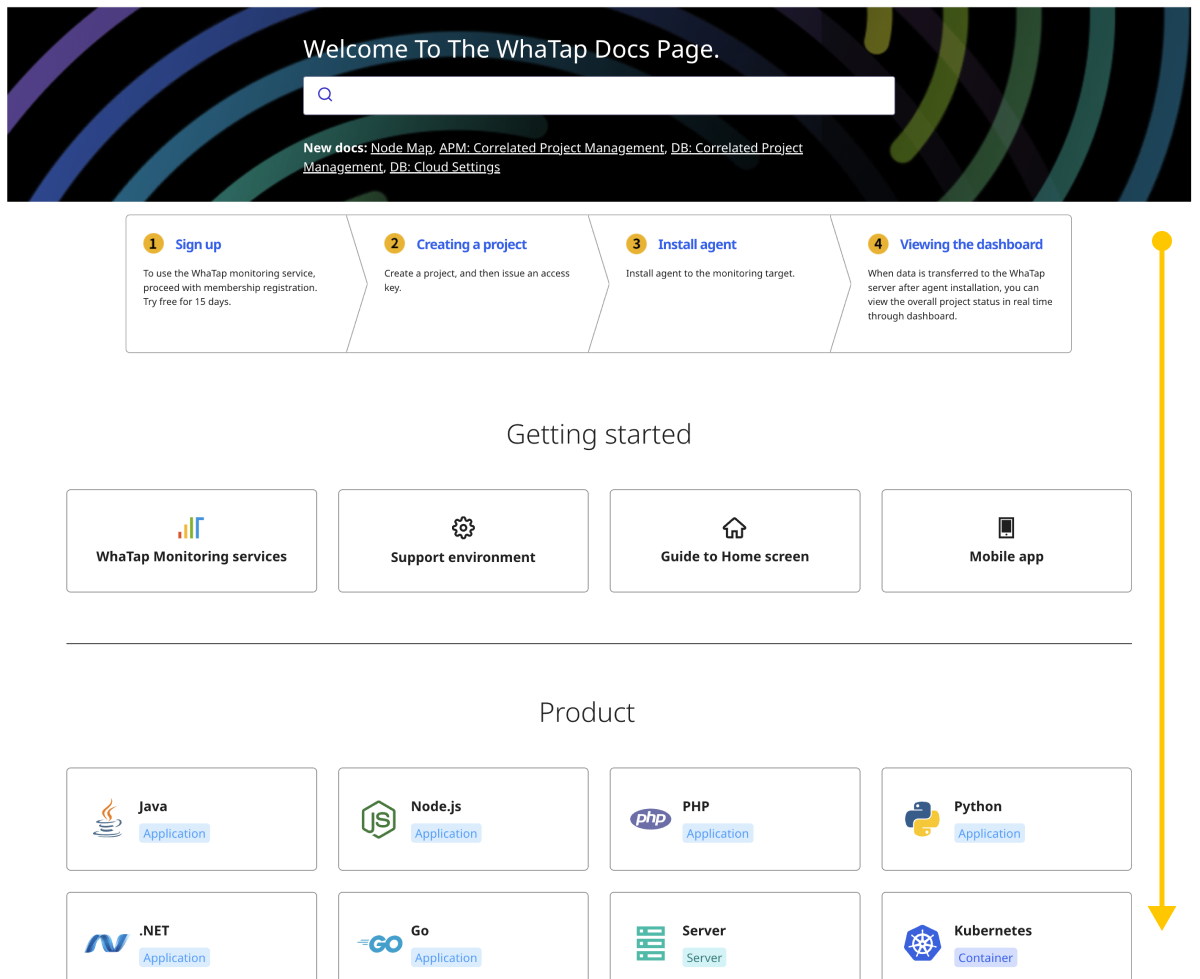 Welcome To The WhaTap Docs Page.
New docs: Node Map, APM: Correlated Project Management, DB: Correlated Project
Management, DB: Cloud Settings
1 Sign up
To use the WhaTap monitoring service,
proceed with membership registration.
Try free for 15 days.
2 Creating a project
Create a project, and then issue an access
key.
3 Install agent
Install agent to the monitoring target.
4 Viewing the dashboard
When data is transferred to the WhaTap
server after agent installation, you can
view the overall project status in real time
through dashboard.
Getting started
WhaTap Monitoring services
Support environment
Guide to Home screen
Mobile app
Product
Java
Application
JS
Node.js
Application
php
PHP
Application
Python
Application
.NET
Application
GO
Go
Application
Server
Server
Kubernetes
Container